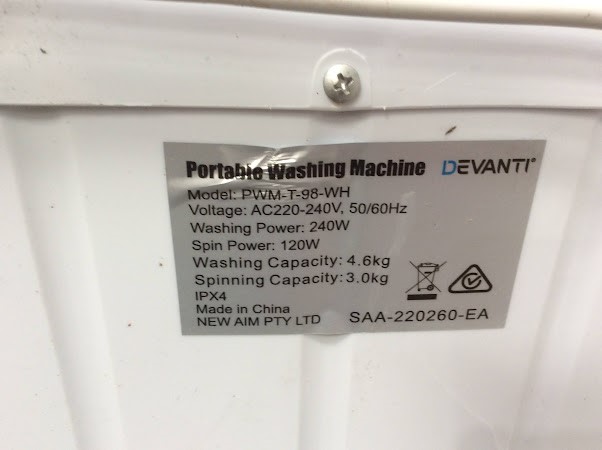 Portable Washing Machine DEVANTI®
Model: PWM-T-98-WH
Voltage: AC220-240V, 50/60Hz
Washing Power: 240W
Spin Power: 120W
Washing Capacity: 4.6kg
Spinning Capacity: 3.0kg
IPX4
Made in China
NEW AIM PTY LTD SAA-220260-EA